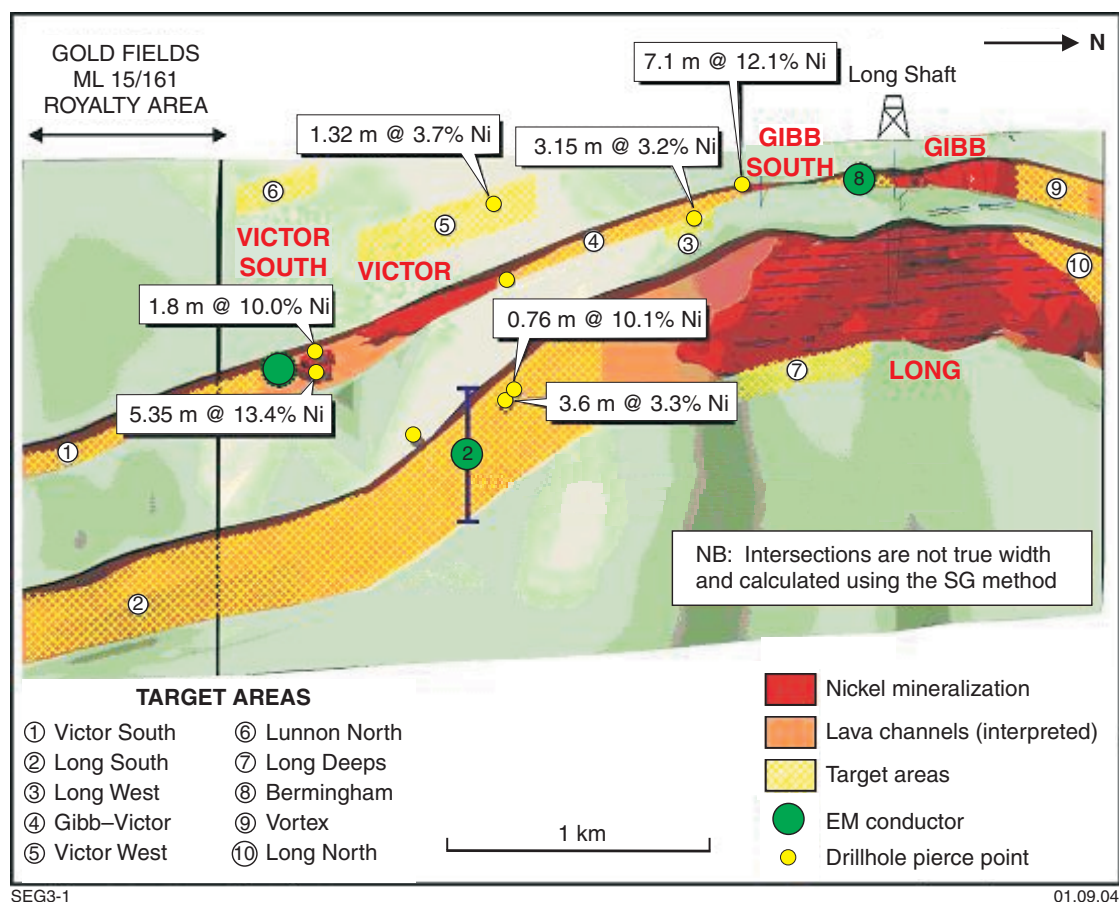 GOLD FIELDS
ML 15/161
ROYALTY AREA
N
7.1 m @ 12.1% Ni
Long Shaft
1.32 m @ 3.7% Ni
3.15 m @ 3.2% Ni
GIBB
SOUTH
GIBB
8
9
6
5
4
3
VICTOR
SOUTH
VICTOR
10
1.8 m @ 10.0% Ni
0.76 m @ 10.1% Ni
7
LONG
5.35 m @ 13.4% Ni
3.6 m @ 3.3% Ni
1
2
NB: Intersections are not true width
and calculated using the SG method
2
TARGET AREAS
1 Victor South
2 Long South
3 Long West
4 Gibb–Victor
5 Victor West
6 Lunnon North
7 Long Deeps
8 Bermingham
9 Vortex
10 Long North
1 km
Nickel mineralization
Lava channels (interpreted)
Target areas
EM conductor
Drillhole pierce point
SEG3-1
01.09.04